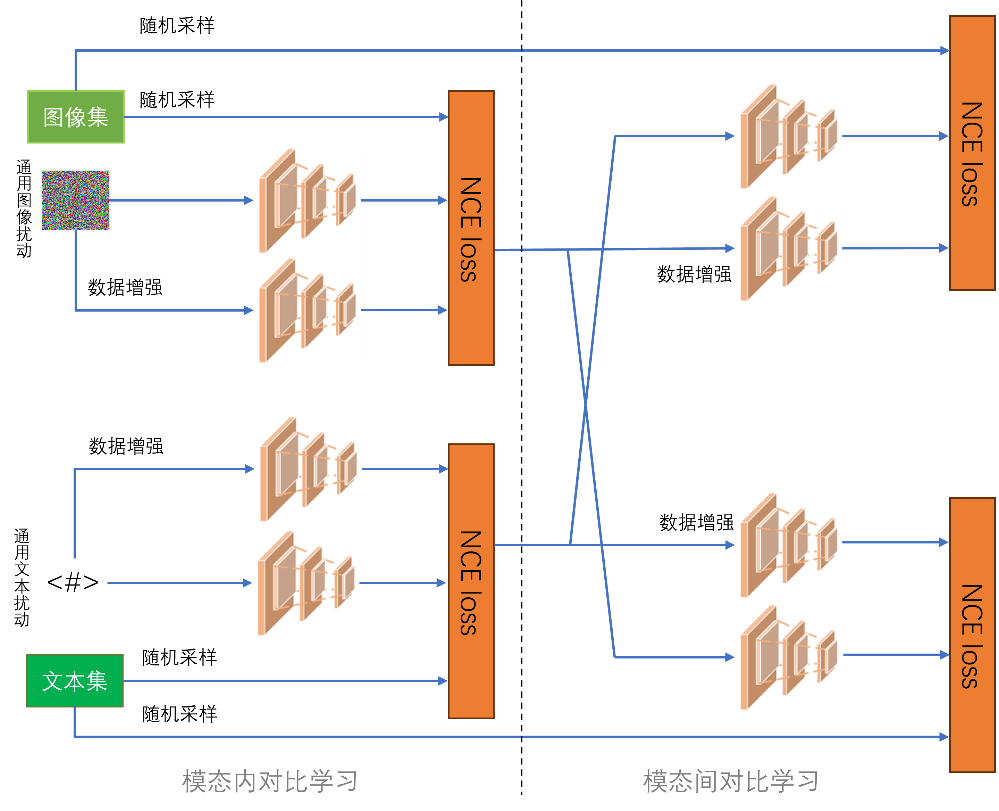 随机采样
随机采样
图像集
通用图像扰动
数据增强
NCE loss
NCE loss
数据增强
数据增强
通用文本扰动
<#>
NCE loss
数据增强
NCE loss
随机采样
文本集
随机采样
模态内对比学习
模态间对比学习